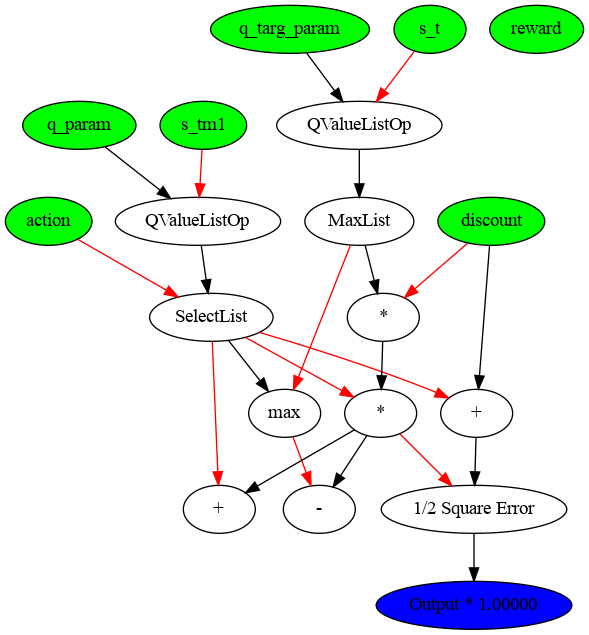 q_targ_param
s_t
reward
q_param
s_tm1
QValueListOp
action
QValueListOp
MaxList
discount
SelectList
*
max
*
+
+
-
1/2 Square Error
Output * 1.00000